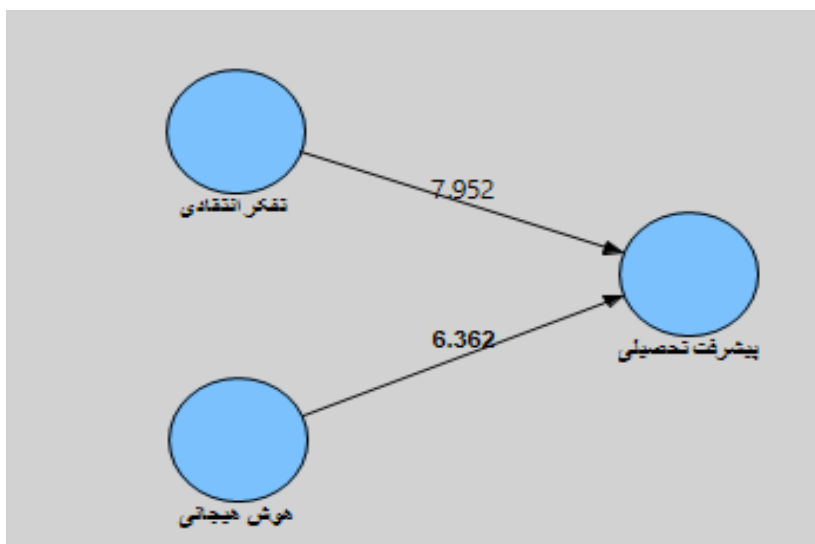 تفکر انتقادی
7.952
پیشرفت تحصیلی
6.362
هوش هیجانی